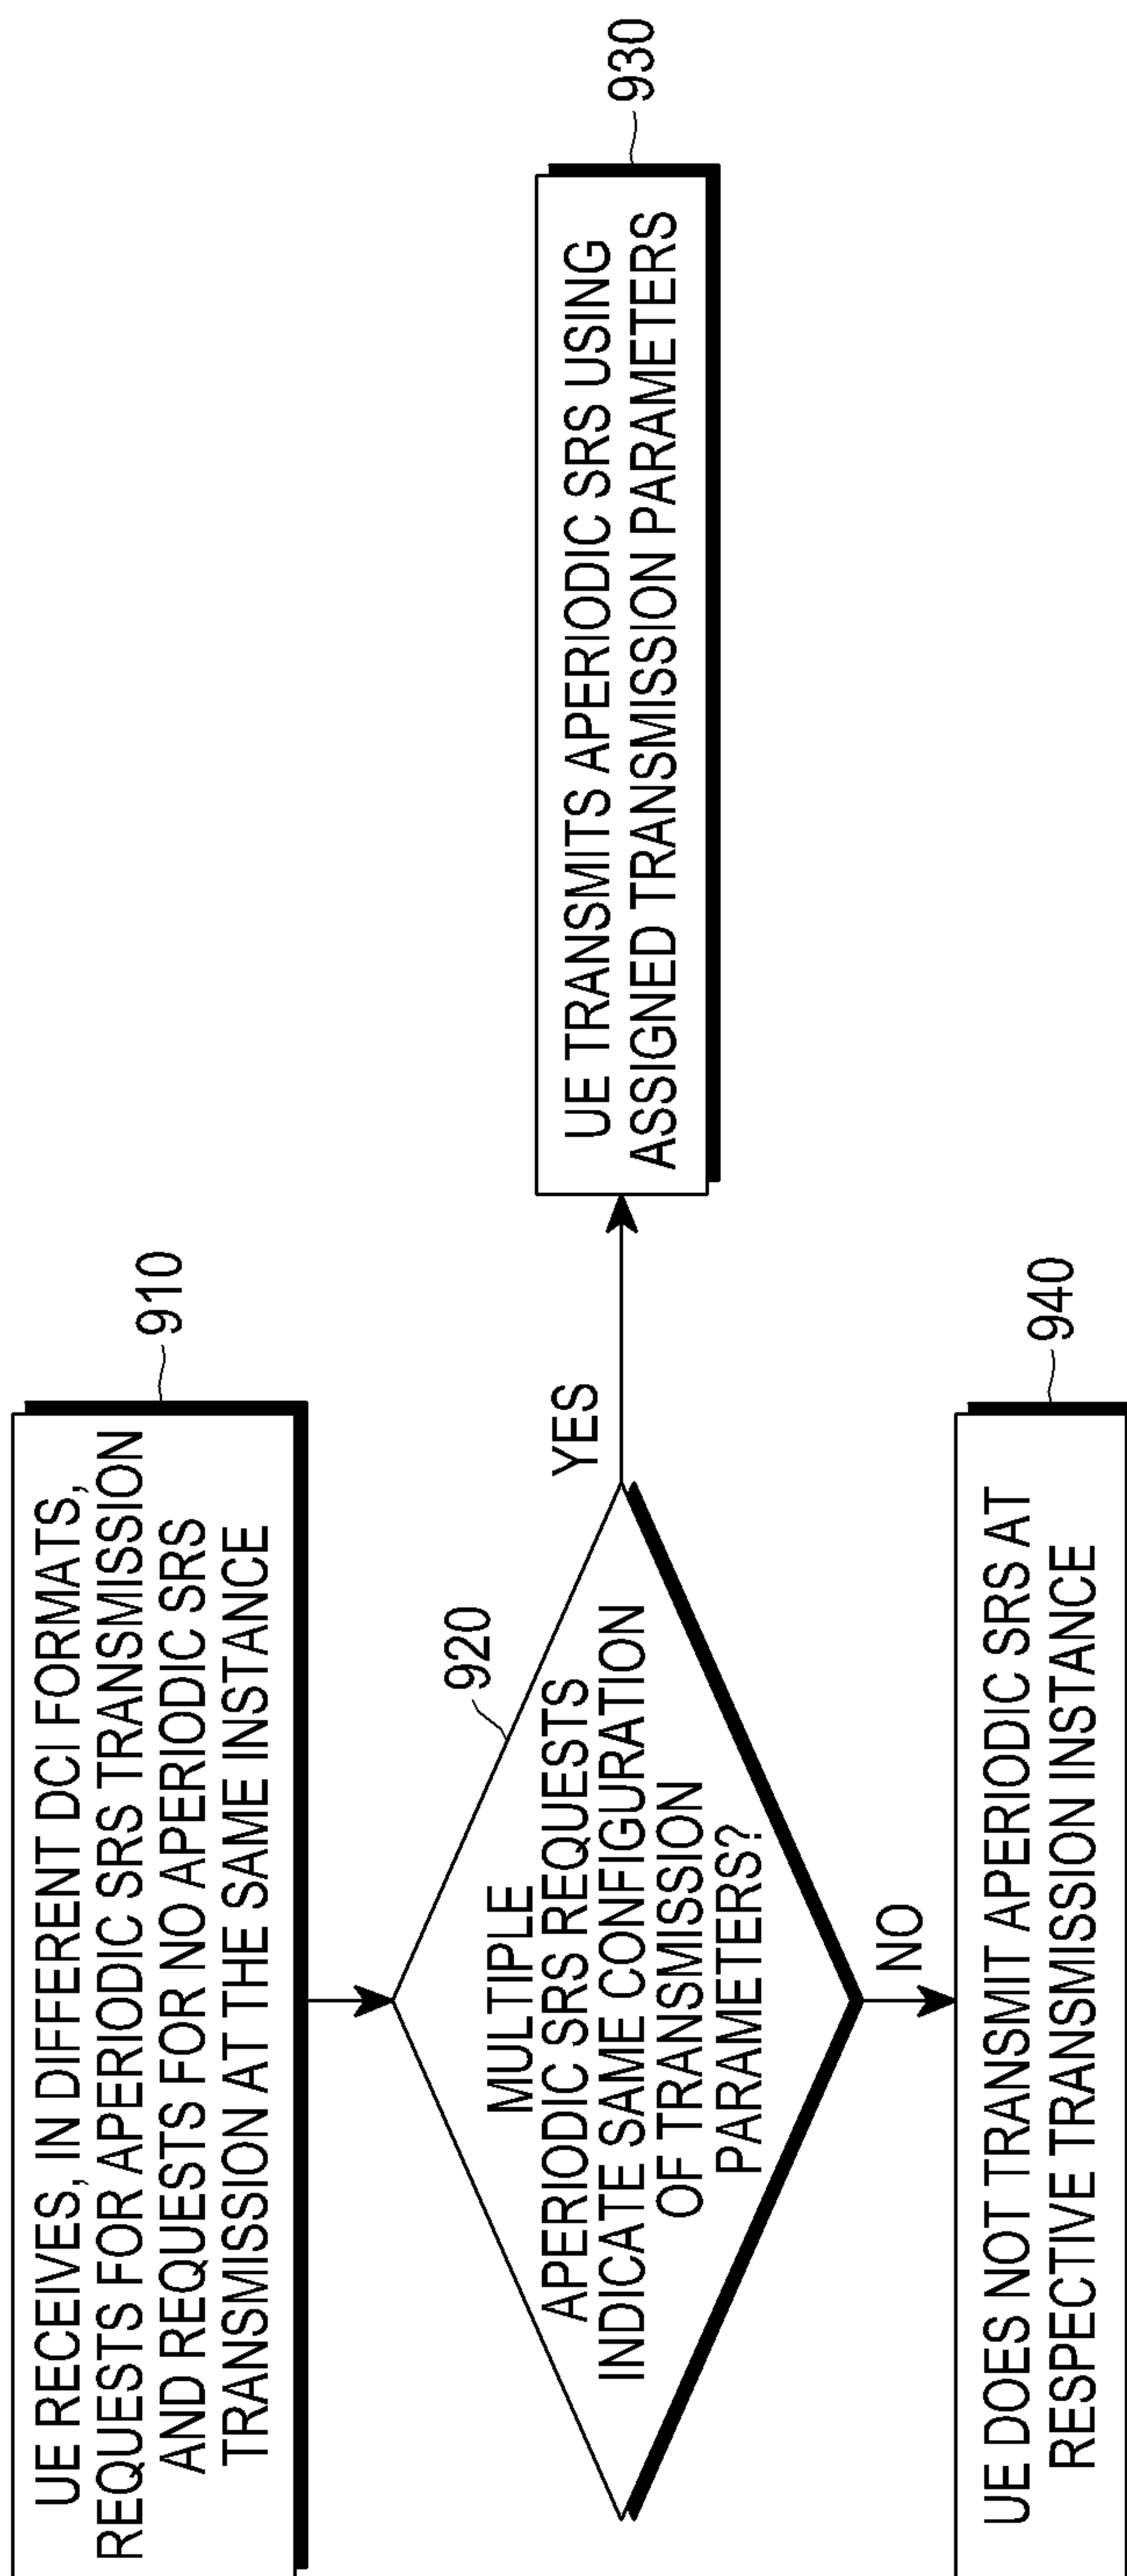 UE RECEIVES, IN DIFFERENT DCI FORMATS,
REQUESTS FOR APERIODIC SRS TRANSMISSION
AND REQUESTS FOR NO APERIODIC SRS
TRANSMISSION AT THE SAME INSTANCE
910
920
MULTIPLE
APERIODIC SRS REQUESTS
INDICATE SAME CONFIGURATION
OF TRANSMISSION
PARAMETERS?
YES
UE TRANSMITS APERIODIC SRS USING
ASSIGNED TRANSMISSION PARAMETERS
930
NO
UE DOES NOT TRANSMIT APERIODIC SRS AT
RESPECTIVE TRANSMISSION INSTANCE
940